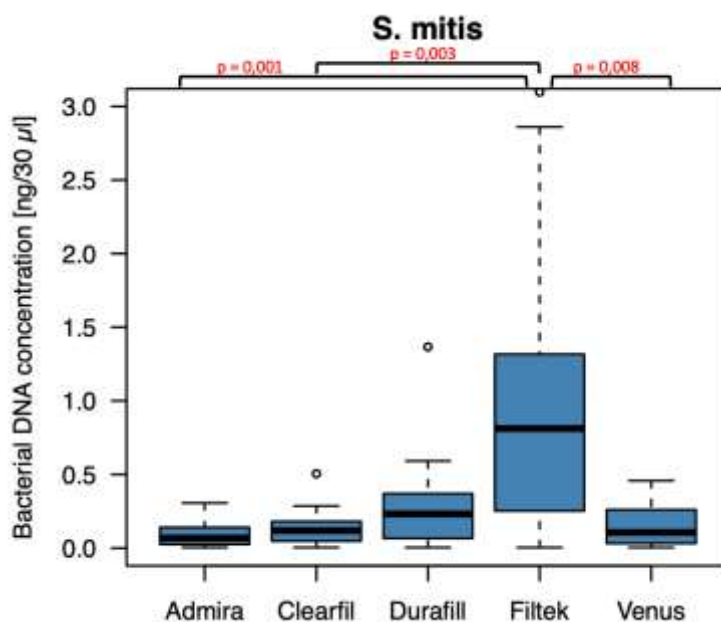 S. mitis
p = 0,003
p = 0,001
p = 0,008
Bacterial DNA concentration [ng/30 µl]
3.0
2.5
2.0
1.5
1.0
0.5
0.0
Admira Clearfil Durafill Filtek Venus